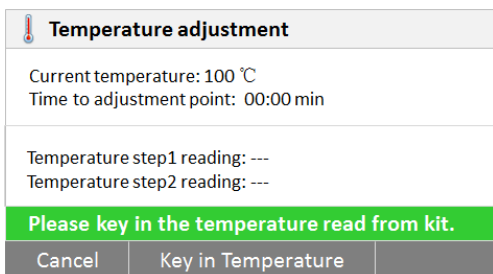 Temperature adjustment
Current temperature: 100 ℃
Time to adjustment point: 00:00 min
Temperature step1 reading: ---
Temperature step2 reading: ---
Please key in the temperature read from kit.
Cancel Key in Temperature